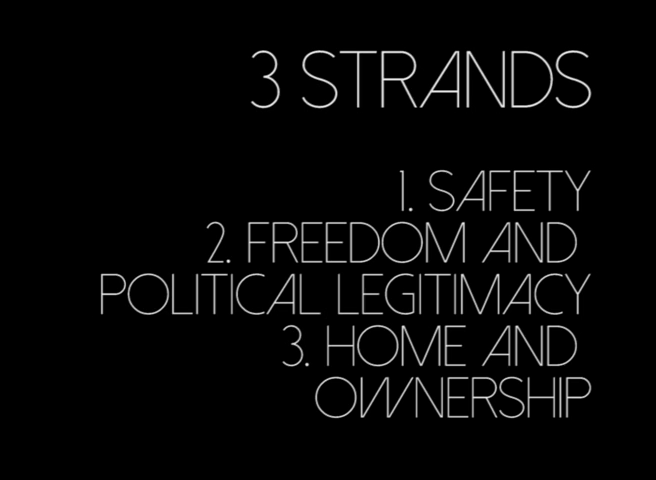 3 STRANDS
1. SAFETY
2. FREEDOM AND
POLITICAL LEGITIMACY
3. HOME AND
OWNERSHIP